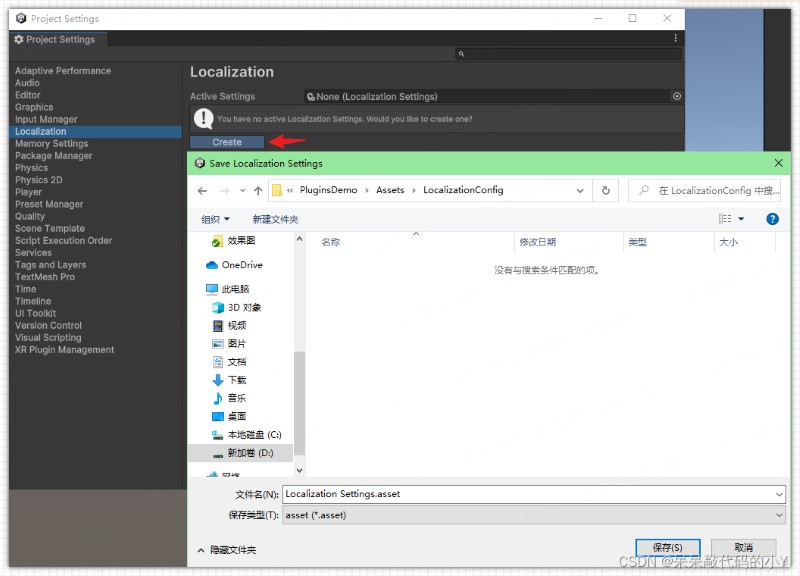 Project Settings
Project Settings
Adaptive Performance
Audio
Editor
Graphics
Input Manager
Localization
Memory Settings
Package Manager
Physics
Physics 2D
Player
Preset Manager
Quality
Scene Template
Script Execution Order
Services
Tags and Layers
TextMesh Pro
Time
Timeline
UI Toolkit
Version Control
Visual Scripting
XR Plugin Management
Localization
Active Settings None (Localization Settings)
You have no active Localization Settings. Would you like to create one?
Create
Save Localization Settings
« PluginsDemo › Assets › LocalizationConfig
在 LocalizationConfig 中搜...
组织 新建文件夹
名称 修改日期 类型 大小
没有与搜索条件匹配的项。
效果图
OneDrive
此电脑
3D 对象
视频
图片
文档
下载
音乐
桌面
本地磁盘 (C:)
新加卷 (D:)
网络
文件名(N): Localization Settings.asset
保存类型(T): asset (*.asset)
隐藏文件夹
保存(S) 取消
CSDN @呆呆敲代码的小Y